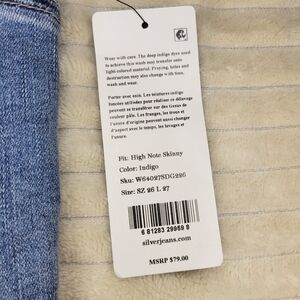 Wear with care. The deep indigo dyes used
to achieve this wash may transfer onto
light-colored material. Fraying, holes and
destruction may also change with time,
wash and wear.
Porter avec soin. Les teintures indigo
foncées utilisées pour réaliser ce délavage
peuvent se transférer sur des tissus de
couleur pâle. Les franges, les trous et
l'usure d'origine peuvent aussi changer
d'aspect avec le temps, les lavages et
l'usure.
Fit: High Note Skinny
Color: Indigo
Sku: W64027SDG226
Size: SZ 26 L 27
6 81283 29959 8
silverjeans.com
MSRP $79.00